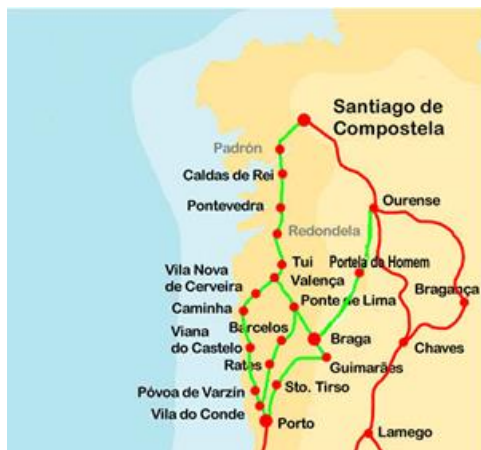 Santiago de
Compostela
Padrón
Caldas de Rei
Ourense
Pontevedra
Redondela
Tui
Portela do Homem
Vila Nova
de Cerveira
Valença
Bragança
Caminha
Ponte de Lima
Viana
do Castelo
Barcelos
Braga
Chaves
Rates
Guimarães
Póvoa de Varzin
Sto. Tirso
Vila do Conde
Porto
Lamego